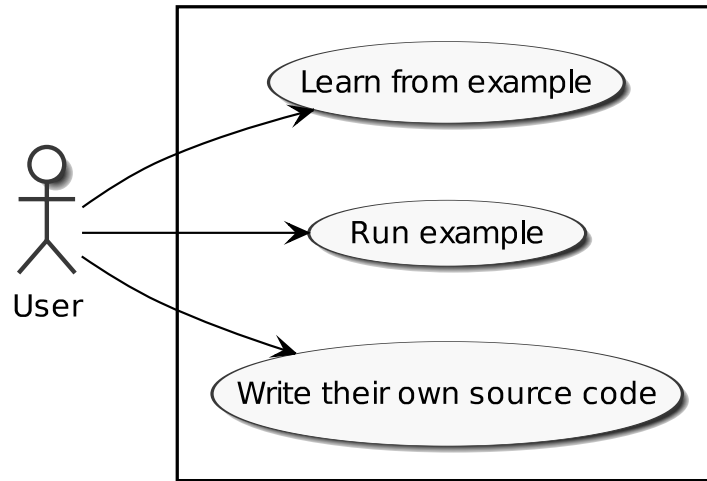 Learn from example
Run example
User
Write their own source code